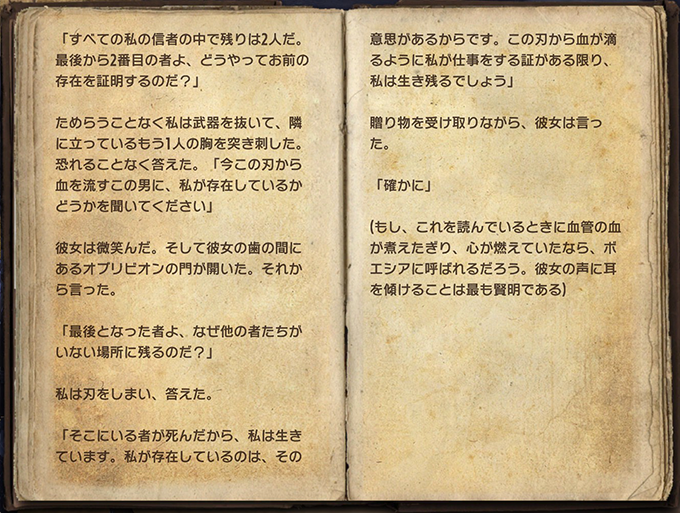 「すべての私の信者の中で残りは2人だ。
最後から2番目の者よ、どうやってお前の
存在を証明するのだ？」
ためらうことなく私は武器を抜いて、隣
に立っているもう1人の胸を突き刺した。
恐れることなく答えた。「今この刃から
血を流すこの男に、私が存在しているか
どうかを聞いてください」
彼女は微笑んだ。そして彼女の歯の間に
あるオブリビオンの門が開いた。それか
ら言った。
「最後となった者よ、なぜ他の者たちが
いない場所に残るのだ？」
私は刃をしまい、答えた。
「そこにいる者が死んだから、私は生き
ています。私が存在しているのは、その
意思があるからです。この刃から血が滴
るように私が仕事をする証がある限り、
私は生き残るでしょう」
贈り物を受け取りながら、彼女は言っ
た。
「確かに」
(もし、これを読んでいるときに血管の血
が煮えたぎり、心が燃えていたなら、ボ
エシアに呼ばれるだろう。彼女の声に耳
を傾けることは最も賢明である)